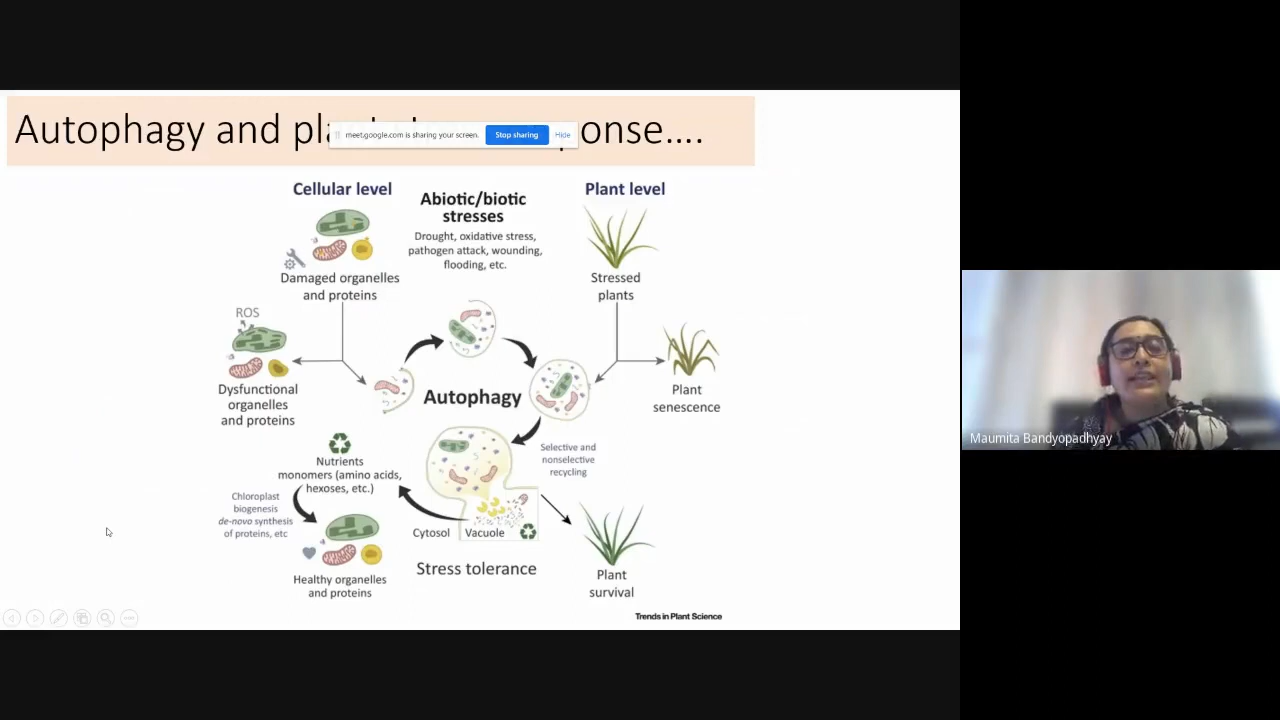 Autophagy and pl
onse....
meet.google.com is sharing your screen.
Stop sharing
Hide
Cellular level
Abiotic/biotic
stresses
Plant level
Drought, oxidative stress,
pathogen attack, wounding,
flooding, etc.
Damaged organelles
and proteins
Stressed
plants
ROS
Dysfunctional
organelles
and proteins
Autophagy
Plant
senescence
Nutrients
monomers (amino acids,
hexoses, etc.)
Selective and
nonselective
recycling
Chloroplast
biogenesis
de-novo synthesis
of proteins, etc
Cytosol
Vacuole
Healthy organelles
and proteins
Stress tolerance
Plant
survival
Trends in Plant Science
Maumita Bandyopadhyay